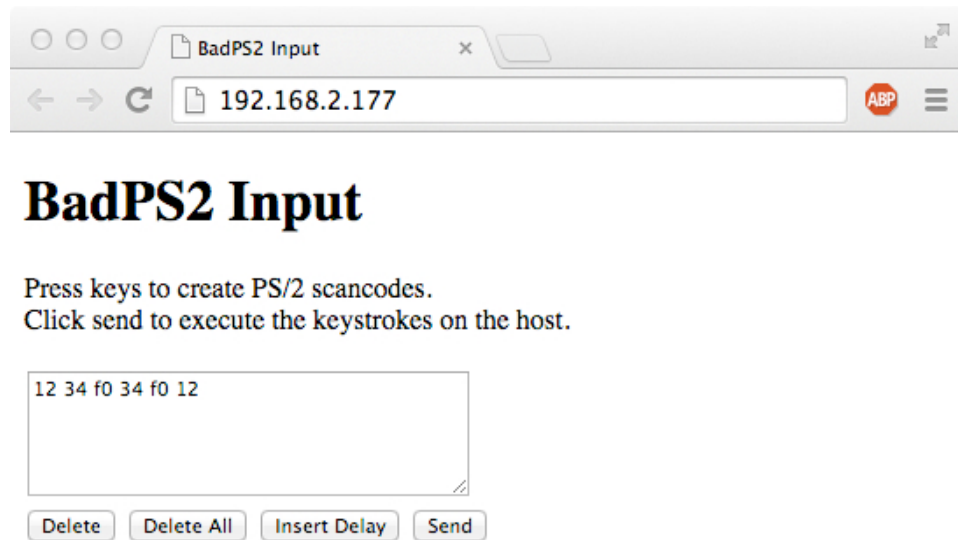 BadPS2 Input
192.168.2.177
ABP
BadPS2 Input
Press keys to create PS/2 scancodes.
Click send to execute the keystrokes on the host.
12 34 f0 34 f0 12
Delete Delete All Insert Delay Send